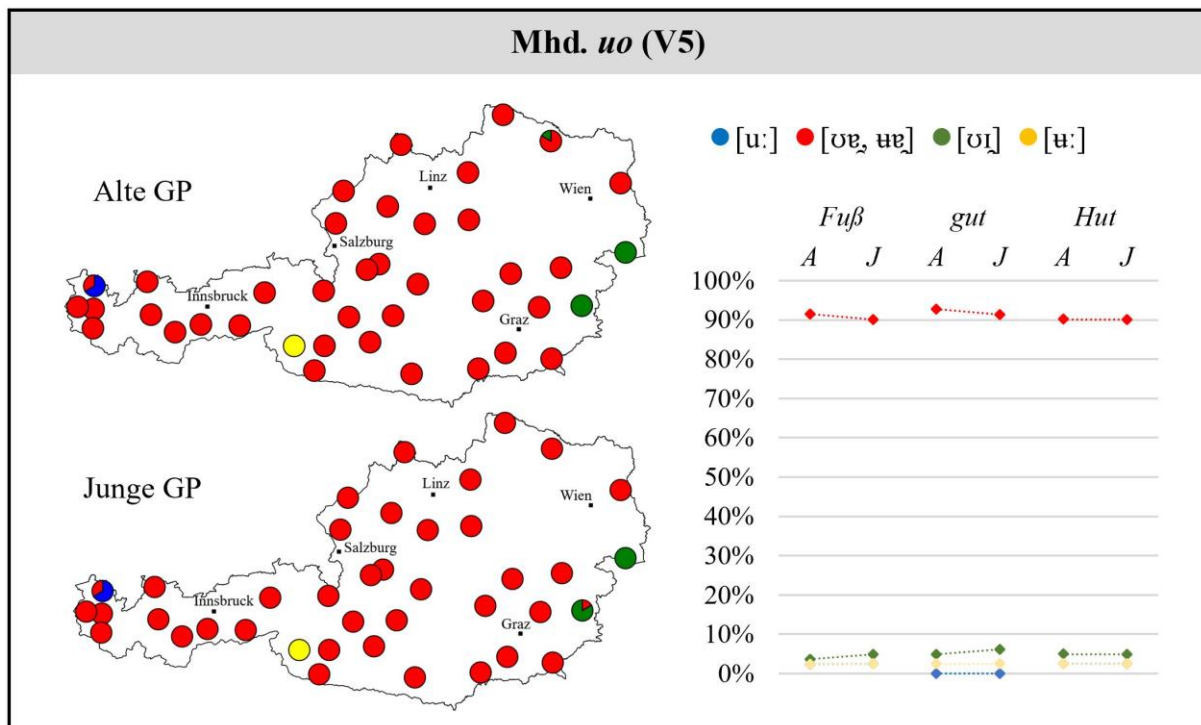 Mhd. uo (V5)
Alte GP
Linz
Wien
Salzburg
Innsbruck
Graz
Junge GP
Linz
Wien
Salzburg
Innsbruck
Graz
[uː] [ʊɐ̯, ʉɐ̯] [ʊɪ̯] [ʉː]
Fuß gut Hut
A J A J A J
100%
90%
80%
70%
60%
50%
40%
30%
20%
10%
0%